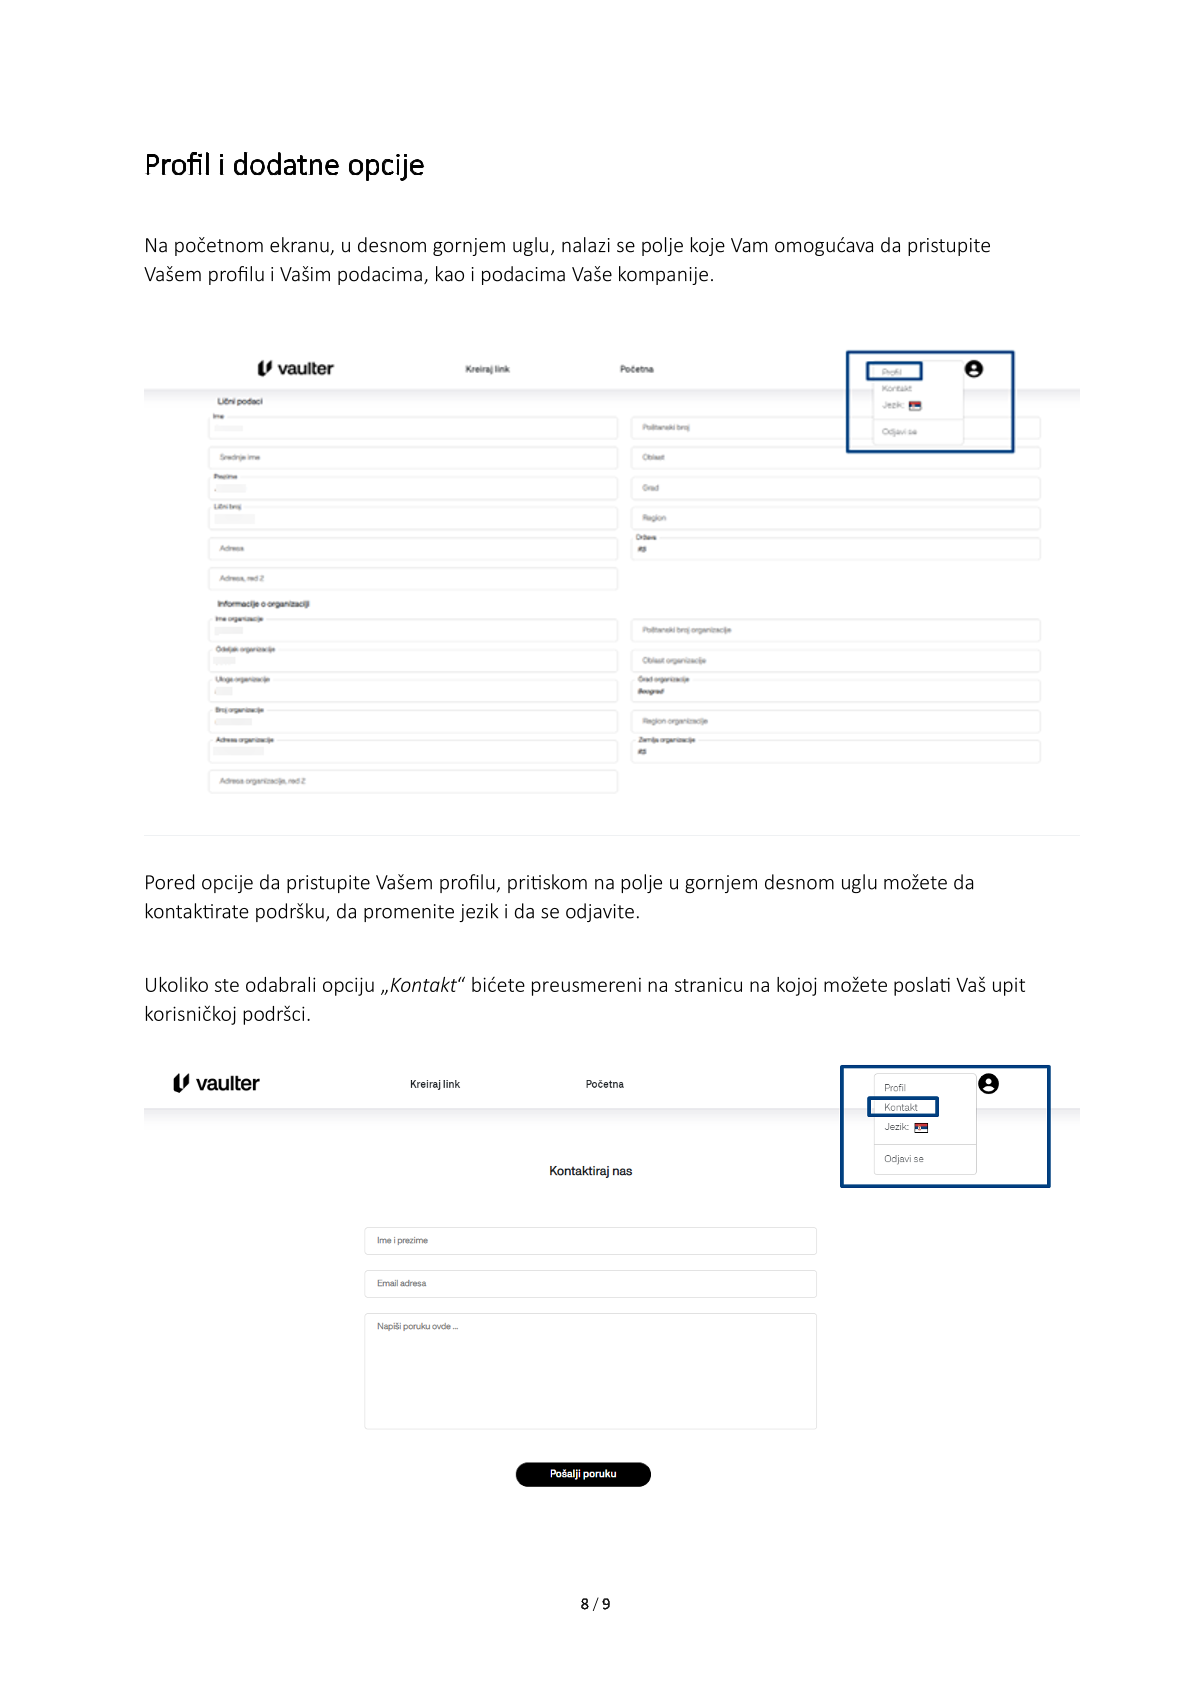 Profil i dodatne opcije
Na početnom ekranu, u desnom gornjem uglu, nalazi se polje koje Vam omogućava da pristupite
Vašem profilu i Vašim podacima, kao i podacima Vaše kompanije.
vaulter
Kreiraj link
Početna
Profil
Kontakt
Jezik:
Odjavi se
Lični podaci
Ime
Poštanski broj
Srednje ime
Oblast
Prezime
Grad
Lični broj
Region
Adresa
Država
RS
Adresa, red 2
Informacije o organizaciji
Ime organizacije
Poštanski broj organizacije
Odeljak organizacije
Oblast organizacije
Uloga organizacije
Grad organizacije
Beograd
Broj organizacije
Region organizacije
Adresa organizacije
Zemlja organizacije
RS
Adresa organizacije, red 2
Pored opcije da pristupite Vašem profilu, pritiskom na polje u gornjem desnom uglu možete da
kontaktirate podršku, da promenite jezik i da se odjavite.
Ukoliko ste odabrali opciju „Kontakt“ bićete preusmereni na stranicu na kojoj možete poslati Vaš upit
korisničkoj podršci.
vaulter
Kreiraj link
Početna
Profil
Kontakt
Jezik:
Odjavi se
Kontaktiraj nas
Ime i prezime
Email adresa
Napiši poruku ovde ...
Pošalji poruku
8 / 9